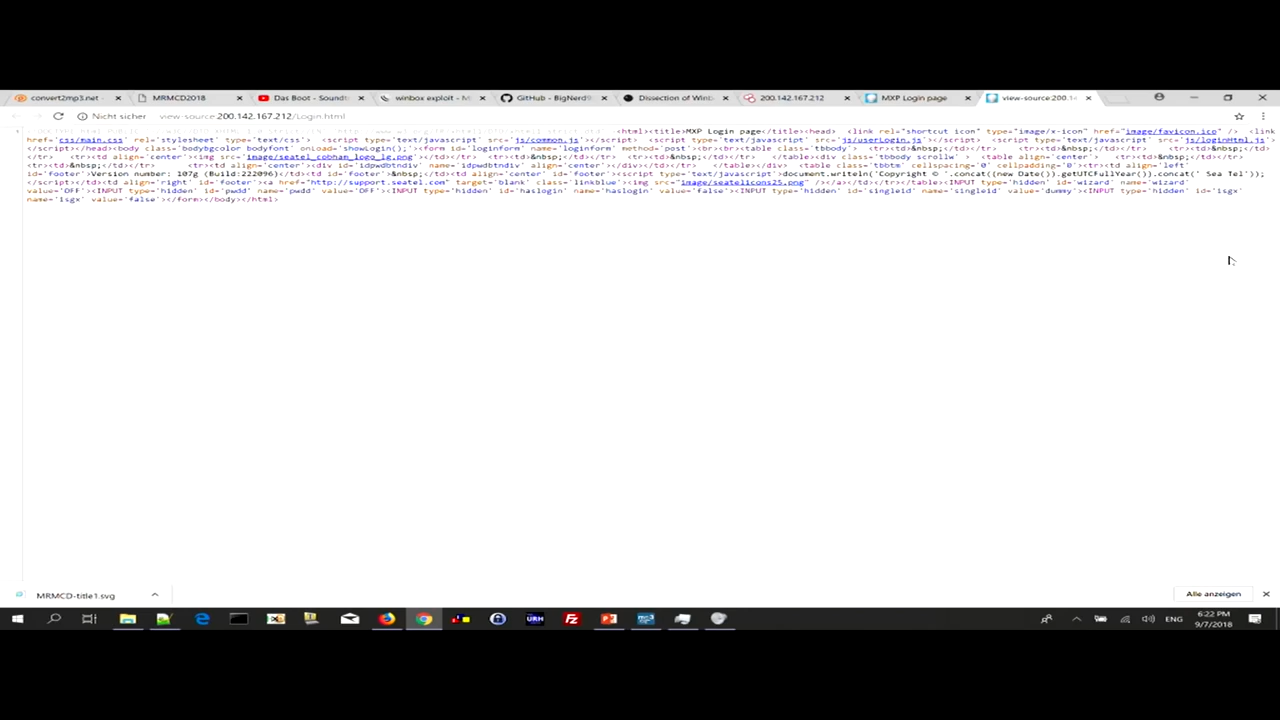 convert2mp3.net - MRMCD2018 Das Boot - Soundt winbox exploit - M GitHub - BigNerd9 Dissection of Winb 200.142.167.212 MXP Login page view-source:200.1
Nicht sicher view-source:200.142.167.212/Login.html
<html><title>MXP Login page</title><head> <link rel="shortcut icon" type="image/x-icon" href="image/favicon.ico" /> <link
href='css/main.css' rel='stylesheet' type='text/css'> <script type='text/javascript' src='js/common.js'></script> <script type='text/javascript' src='js/userLogin.js'></script> <script type='text/javascript' src='js/loginHtml.js'>
</script></head><body class='bodybgcolor bodyfont' onload='showLogin();'><form id='loginform' name='loginform' method='post'><br><br><table class='tbbody'> <tr><td>&nbsp;</td></tr> <tr><td>&nbsp;</td></tr> <tr><td>&nbsp;</td>
</tr> <tr><td align='center'><img src='image/seatel_cobham_logo_lg.png'></td></tr> <tr><td>&nbsp;</td></tr> <tr><td>&nbsp;</td></tr> </table><div class='tbbody scrollw' > <table align='center'> <tr><td>&nbsp;</td></tr>
<tr><td>&nbsp;</td></tr> <tr><td align='center'><div id='idpwdbtndiv' name='idpwdbtndiv' align='center'></div></td></tr> </table></div> <table class='tbbtm' cellspacing='0' cellpadding='0'><tr><td align='left'
id='footer'>Version number: 107g (Build:222096)</td><td id='footer'></td><td align='center' id='footer'><script type='text/javascript'>document.writeln('Copyright © '.concat((new Date()).getUTCFullYear()).concat(' Sea Tel'));
</script></td><td align='right' id='footer'><a href="http://support.seatel.com" target='blank' class='linkblue'><img src="image/seatelicons25.png" /></a></td></tr></table><INPUT type='hidden' id='wizard' name='wizard'
value='OFF'><INPUT type='hidden' id='pwdd' name='pwdd' value='OFF'><INPUT type='hidden' id='haslogin' name='haslogin' value='false'><INPUT type='hidden' id='singleid' name='singleid' value='dummy'><INPUT type='hidden' id='isgx'
name='isgx' value='false'></form></body></html>
MRMCD-title1.svg
Alle anzeigen
URH
ENG
6:22 PM
9/7/2018